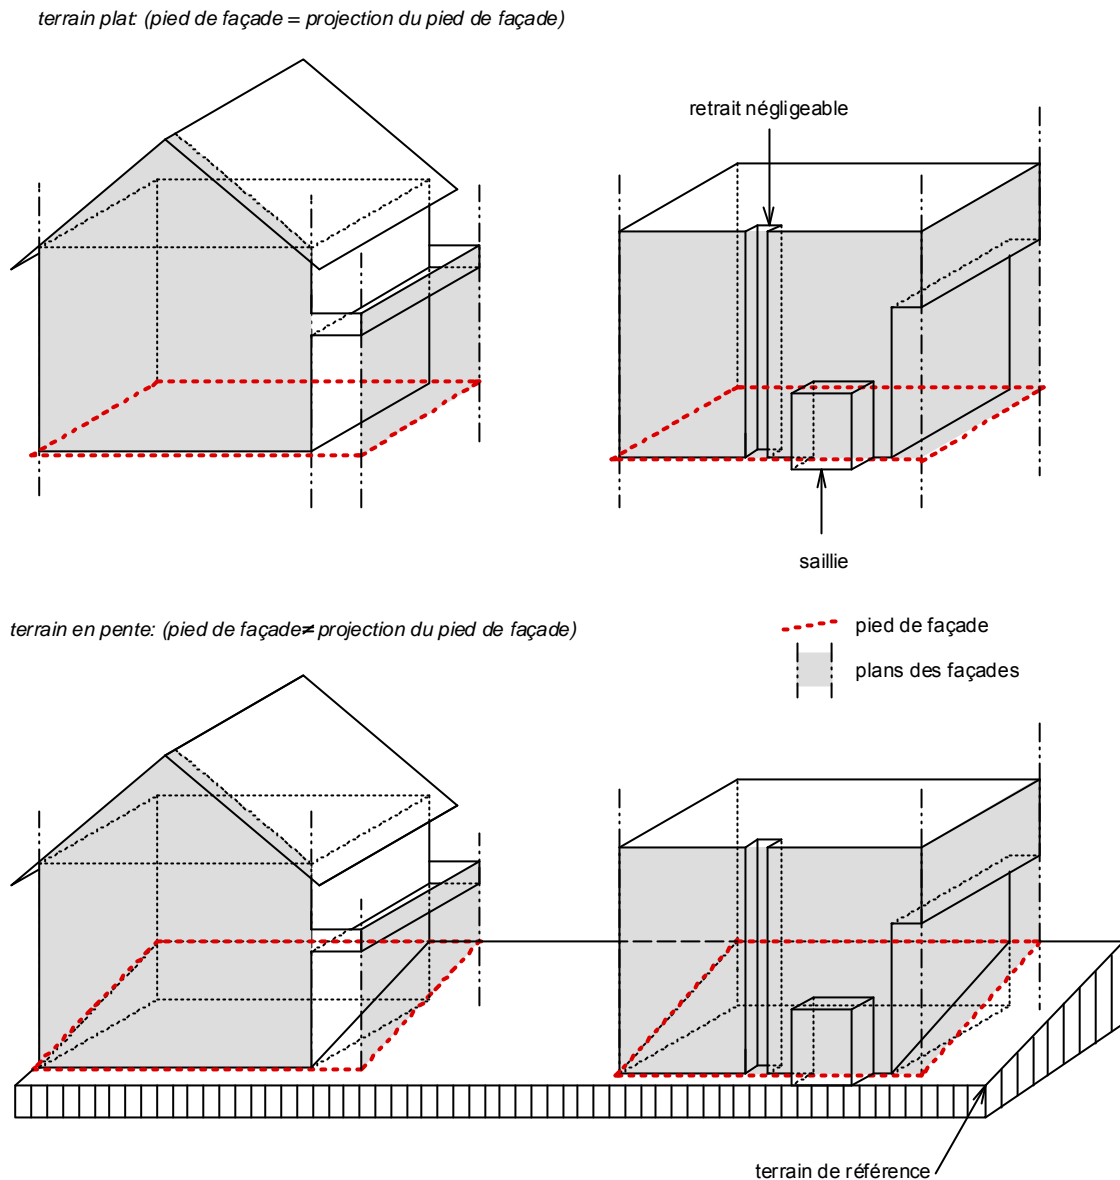 terrain plat: (pied de façade = projection du pied de façade)
retrait négligeable
saillie
terrain en pente: (pied de façade≠ projection du pied de façade)
pied de façade
plans des façades
terrain de référence